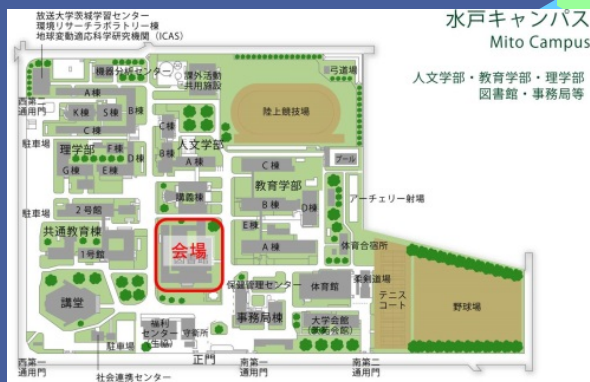 水戸キャンパス
Mito Campus
人文学部・教育学部・理学部
図書館・事務局等
放送大学茨城学習センター
環境リサーチラボラトリー棟
地球変動適応科学研究機関（ICAS）
機器分析センター
課外活動
共用施設
弓道場
西第二
通用門
A棟
K棟
S棟
B棟
C棟
陸上競技場
駐車場
理学部
F棟
D棟
G棟
E棟
C棟
B棟
人文学部
A棟
プール
C棟
教育学部
講義棟
B棟
D棟
アーチェリー射場
駐車場
2号館
共通教育棟
1号館
会場
E棟
A棟
体育合宿所
保健管理センター
体育館
柔剣道場
講堂
テニス
コート
野球場
事務局棟
大学会館
福利
センター
守衛所
駐車場
正門
西第一
通用門
南第一
通用門
南第二
通用門
社会連携センター